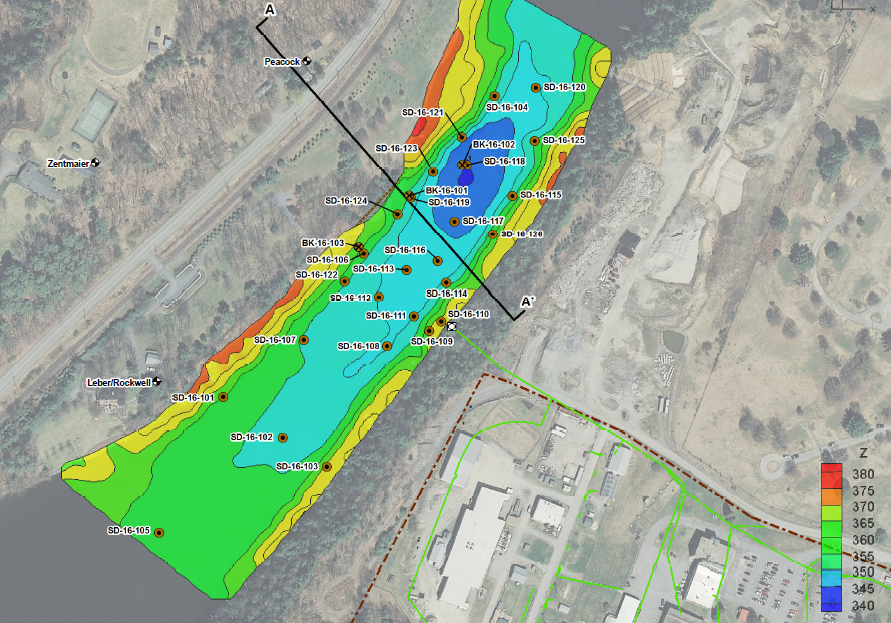 A
x
Peacock
SD-16-120
SD-16-104
SD-16-121
SD-16-125
SD-16-123
BK-16-102
SD-16-118
Zentmaier
BK-16-101
SD-16-115
SD-16-124
SD-16-119
SD-16-117
SD-16-126
BK-16-103
SD-16-116
SD-16-106
SD-16-113
SD-16-122
SD-16-114
SD-16-112
A'
SD-16-111
SD-16-110
SD-16-107
SD-16-108
SD-16-109
Leber/Rockwell
SD-16-101
SD-16-102
SD-16-103
SD-16-105
Z
380
375
370
365
360
355
350
345
340